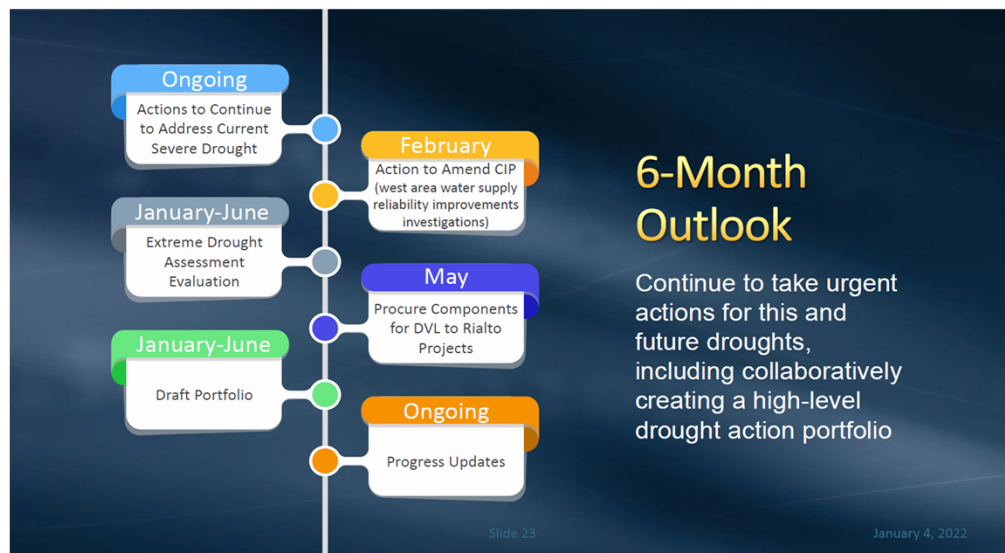 Ongoing
Actions to Continue
to Address Current
Severe Drought
February
Action to Amend CIP
(west area water supply
reliability improvements
investigations)
January-June
Extreme Drought
Assessment
Evaluation
May
Procure Components
for DVL to Rialto
Projects
January-June
Draft Portfolio
Ongoing
Progress Updates
6-Month
Outlook
Continue to take urgent
actions for this and
future droughts,
including collaboratively
creating a high-level
drought action portfolio
Slide 23
January 4, 2022